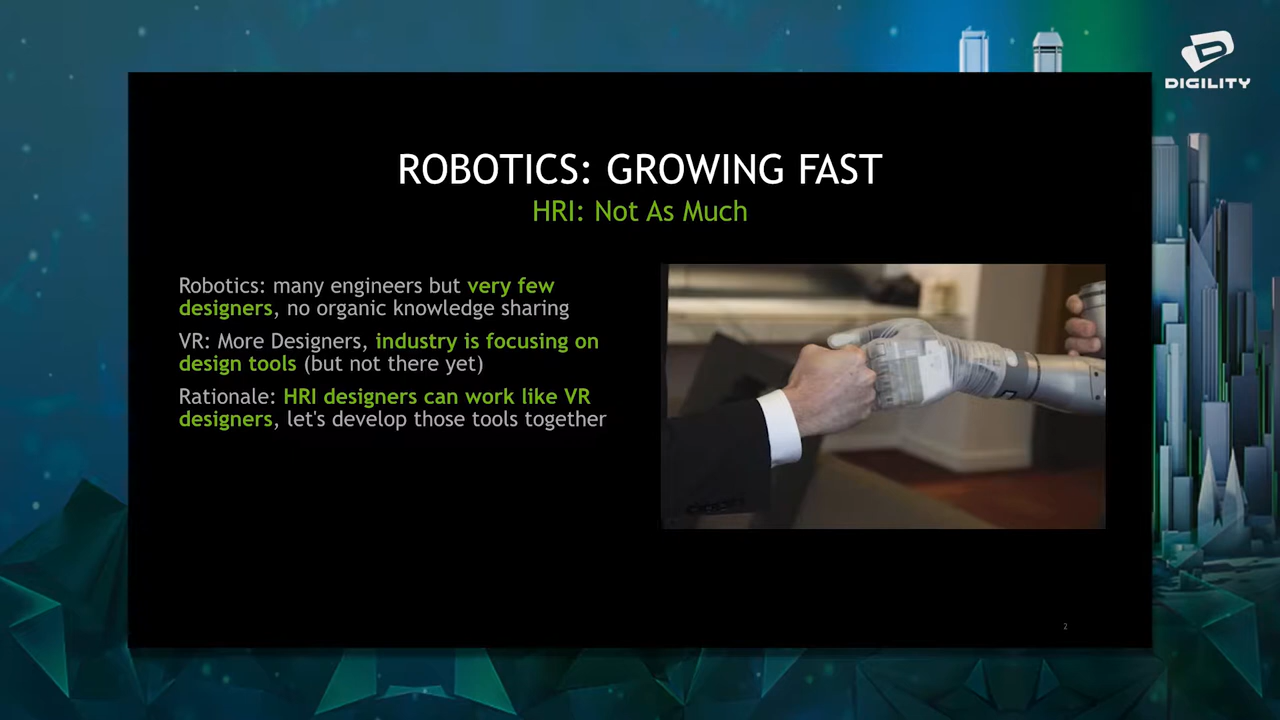 DIGILITY
ROBOTICS: GROWING FAST
HRI: Not As Much
Robotics: many engineers but very few
designers, no organic knowledge sharing
VR: More Designers, industry is focusing on
design tools (but not there yet)
Rationale: HRI designers can work like VR
designers, let's develop those tools together
2